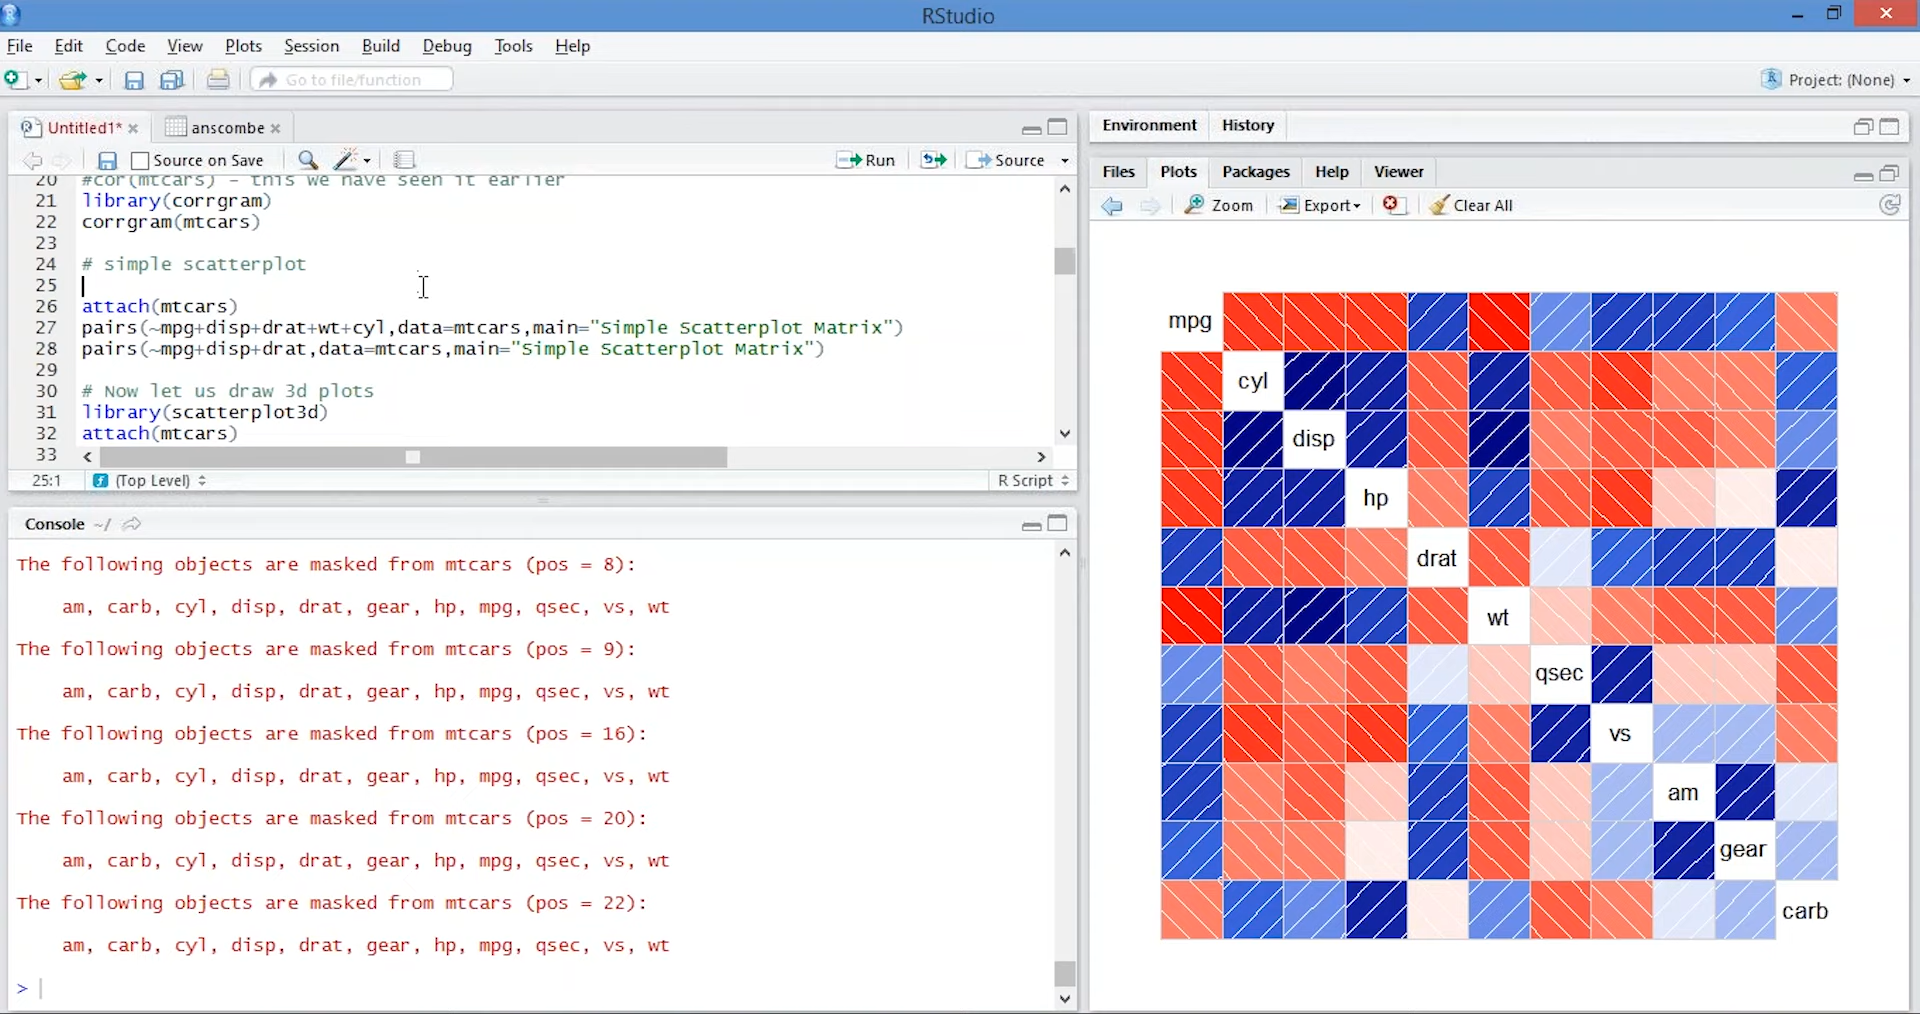 RStudio
File Edit Code View Plots Session Build Debug Tools Help
Go to file/function
Project: (None)
Untitled1* anscombe
Source on Save Run Source
20 #cor(mtcars) - this we have seen it earlier
21 library(corrgram)
22 corrgram(mtcars)
23
24 # simple scatterplot
25
26 attach(mtcars)
27 pairs(~mpg+disp+drat+wt+cyl,data=mtcars,main="Simple Scatterplot Matrix")
28 pairs(~mpg+disp+drat,data=mtcars,main="Simple Scatterplot Matrix")
29
30 # Now let us draw 3d plots
31 library(scatterplot3d)
32 attach(mtcars)
33
25:1 (Top Level) R Script
Console ~/
The following objects are masked from mtcars (pos = 8):
am, carb, cyl, disp, drat, gear, hp, mpg, qsec, vs, wt
The following objects are masked from mtcars (pos = 9):
am, carb, cyl, disp, drat, gear, hp, mpg, qsec, vs, wt
The following objects are masked from mtcars (pos = 16):
am, carb, cyl, disp, drat, gear, hp, mpg, qsec, vs, wt
The following objects are masked from mtcars (pos = 20):
am, carb, cyl, disp, drat, gear, hp, mpg, qsec, vs, wt
The following objects are masked from mtcars (pos = 22):
am, carb, cyl, disp, drat, gear, hp, mpg, qsec, vs, wt
>
Environment History
Files Plots Packages Help Viewer
Zoom Export Clear All
mpg
cyl
disp
hp
drat
wt
qsec
vs
am
gear
carb